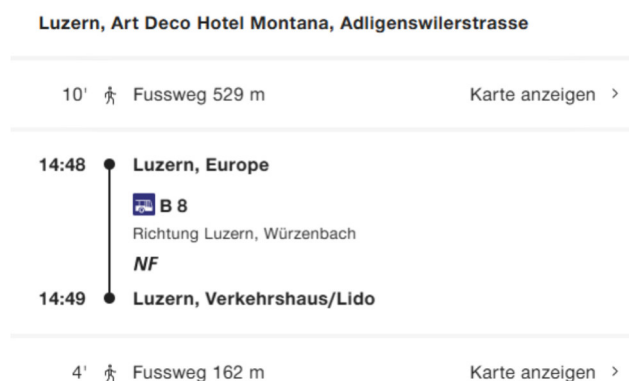 Luzern, Art Deco Hotel Montana, Adligenswilerstrasse
10' Fussweg 529 m Karte anzeigen
14:48 Luzern, Europe
B 8
Richtung Luzern, Würzenbach
NF
14:49 Luzern, Verkehrshaus/Lido
4' Fussweg 162 m Karte anzeigen